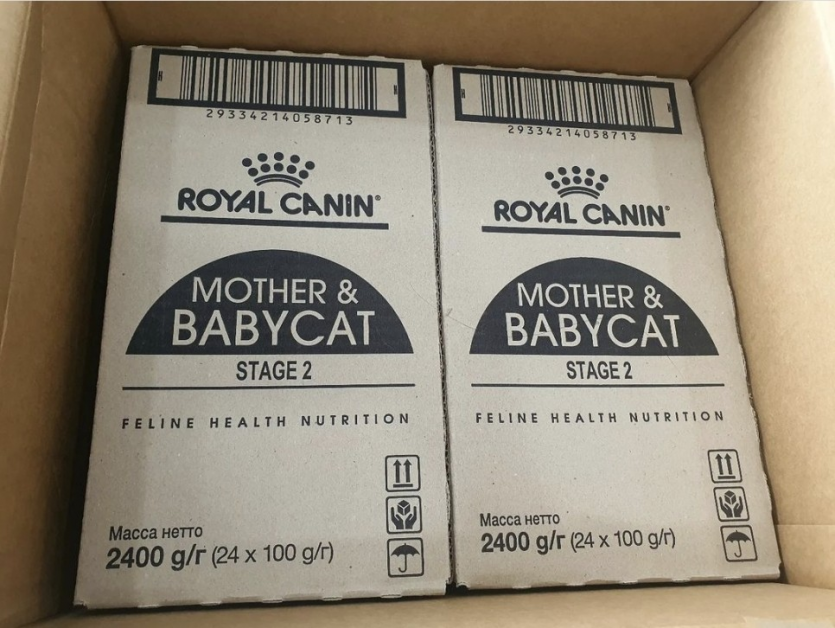 29334214058713
ROYAL CANIN®
MOTHER &
BABYCAT
STAGE 2
FELINE HEALTH NUTRITION
Масса нетто
2400 g/г (24 x 100 g/г)
29334214058713
ROYAL CANIN®
MOTHER &
BABYCAT
STAGE 2
FELINE HEALTH NUTRITION
Масса нетто
2400 g/г (24 x 100 g/г)